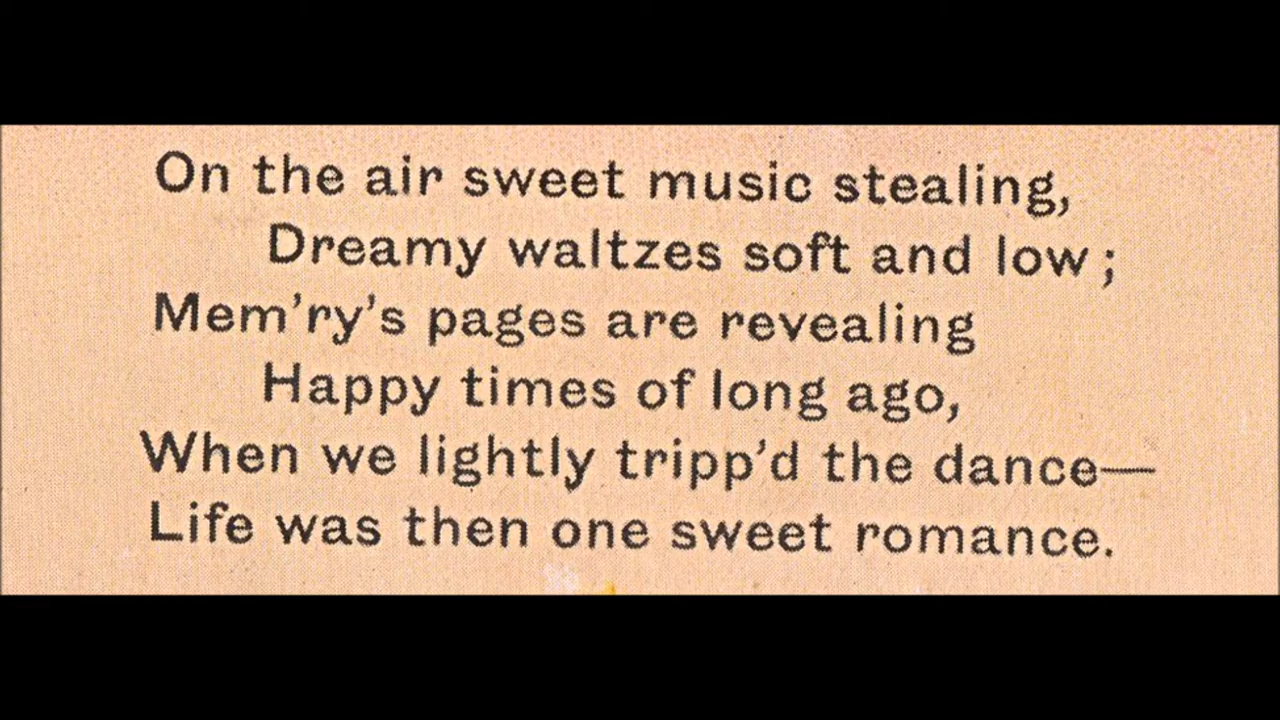 On the air sweet music stealing,
Dreamy waltzes soft and low;
Mem’ry’s pages are revealing
Happy times of long ago,
When we lightly tripp’d the dance—
Life was then one sweet romance.